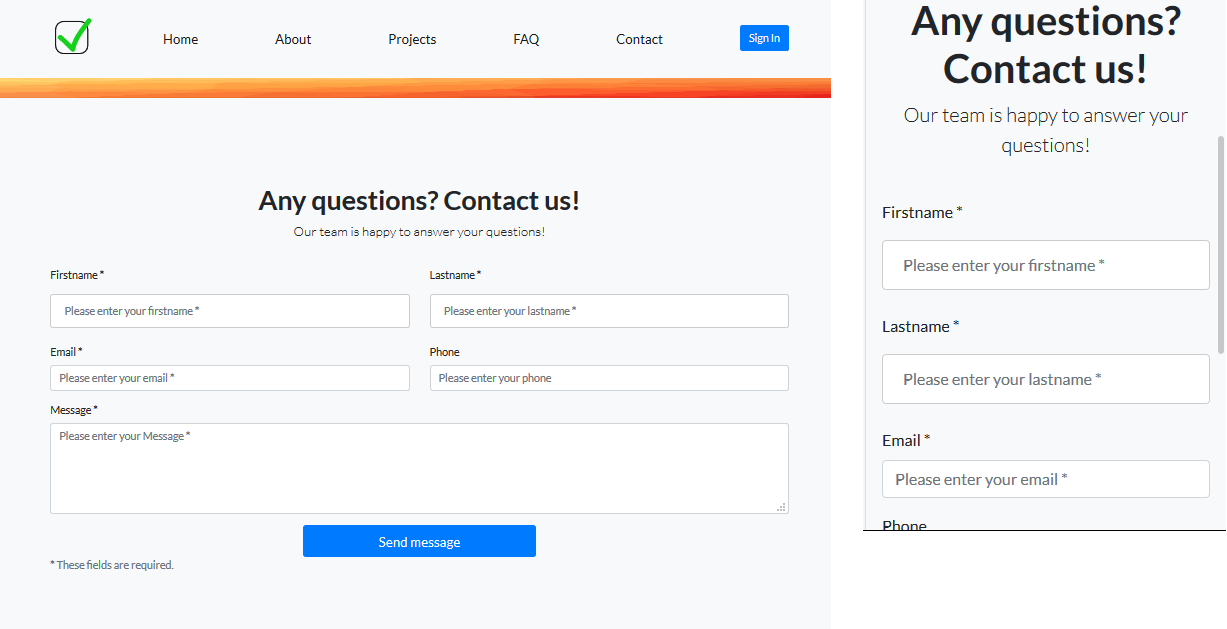 Home
About
Projects
FAQ
Contact
Sign In
Any questions? Contact us!
Our team is happy to answer your questions!
Firstname *
Lastname *
Please enter your firstname *
Please enter your lastname *
Email *
Phone
Please enter your email *
Please enter your phone
Message *
Please enter your Message *
Send message
* These fields are required.
Any questions?
Contact us!
Our team is happy to answer your
questions!
Firstname *
Please enter your firstname *
Lastname *
Please enter your lastname *
Email *
Please enter your email *
Phone